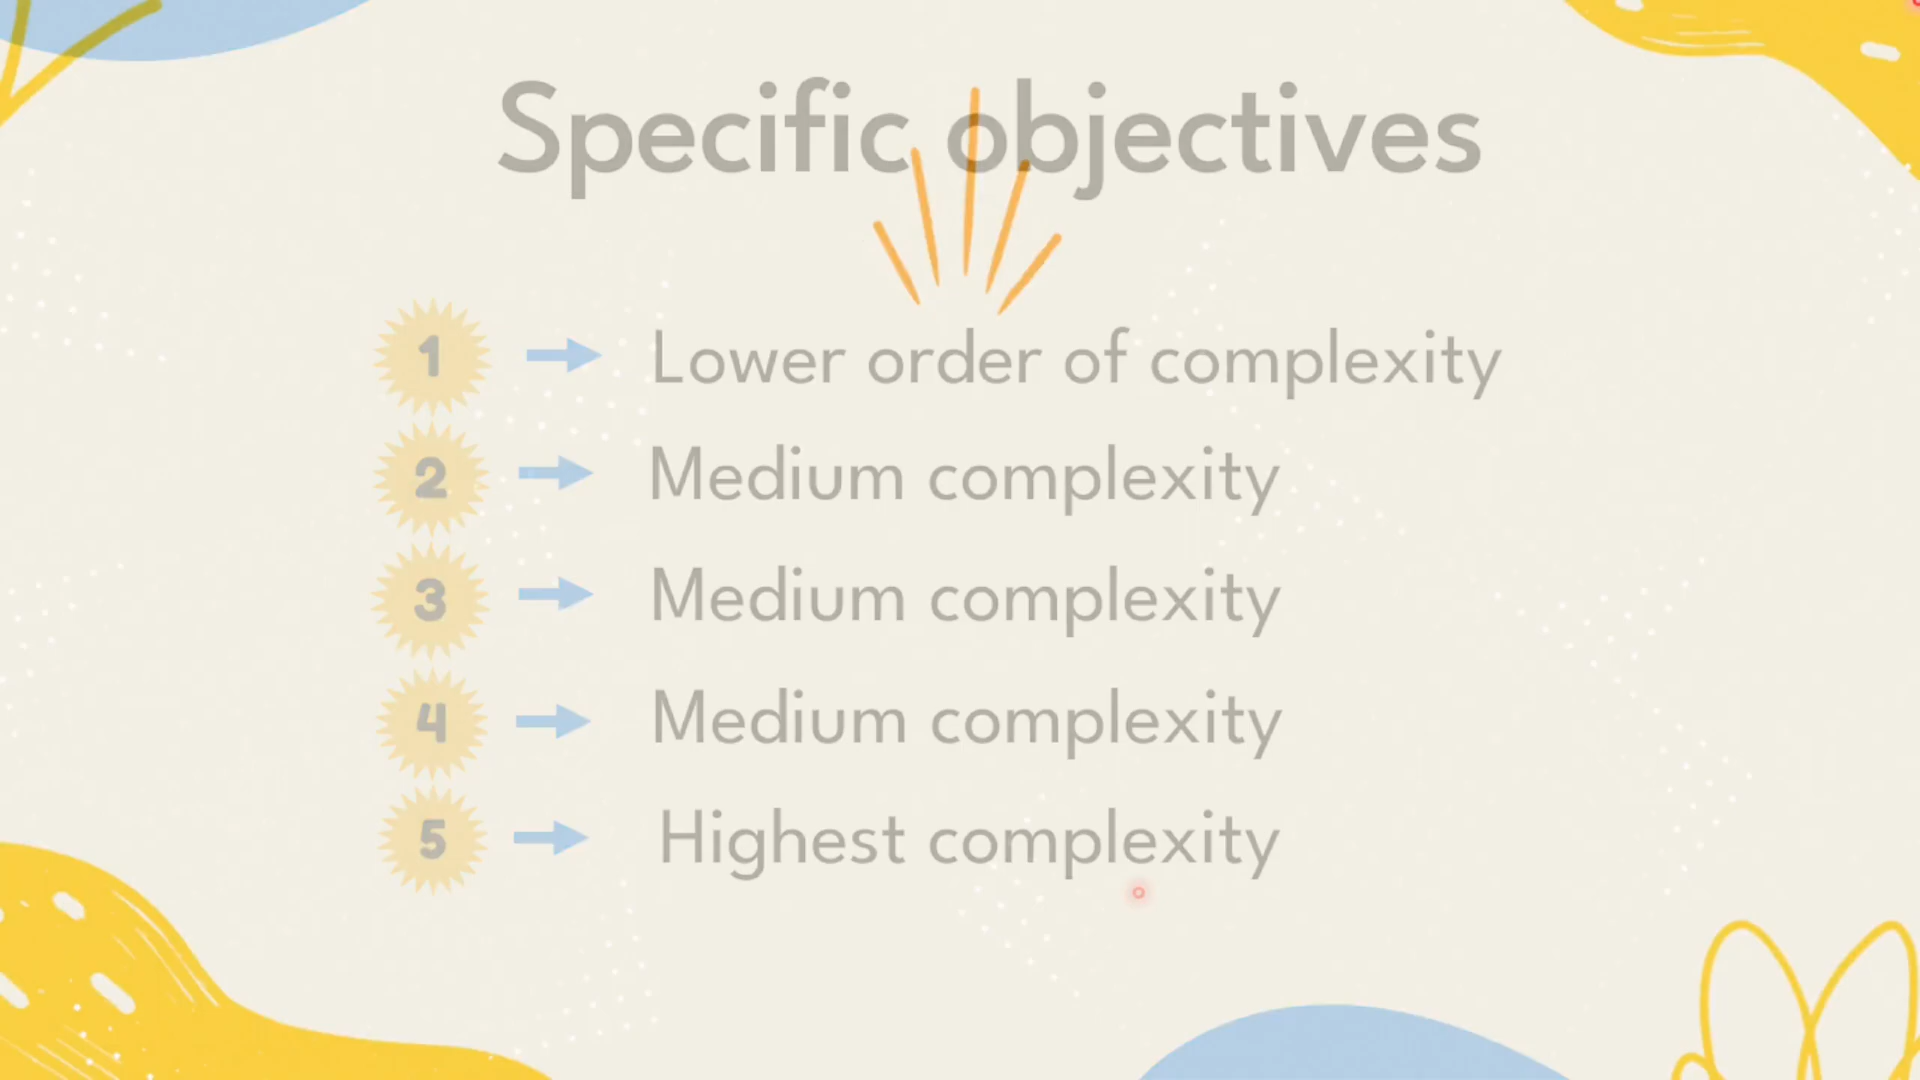 Specific objectives
1 Lower order of complexity
2 Medium complexity
3 Medium complexity
4 Medium complexity
5 Highest complexity